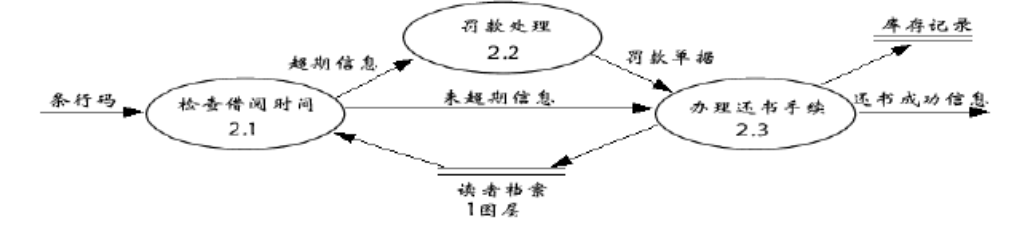 罚款处理
2.2
库存记录
超期信息
罚款单据
条行码
检查借阅时间
2.1
未超期信息
办理还书手续
2.3
还书成功信息
读者档案
1图层